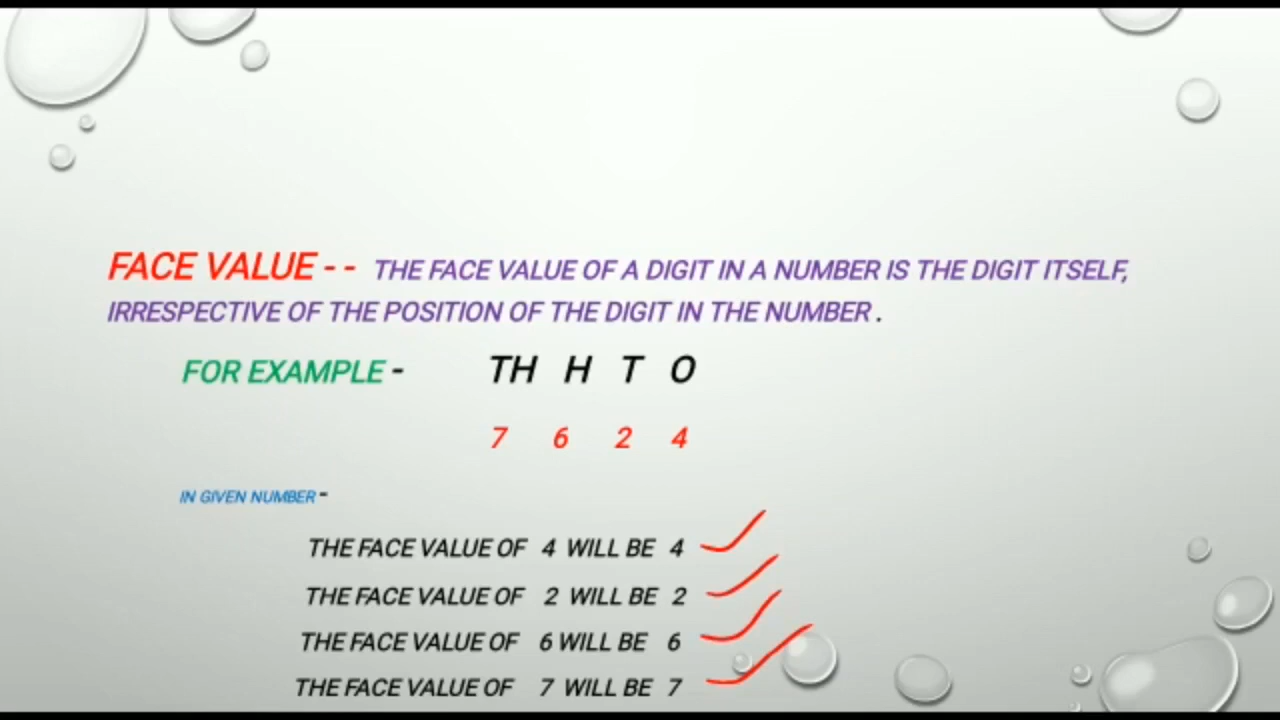 FACE VALUE - - THE FACE VALUE OF A DIGIT IN A NUMBER IS THE DIGIT ITSELF,
IRRESPECTIVE OF THE POSITION OF THE DIGIT IN THE NUMBER .
FOR EXAMPLE - TH H T O
7 6 2 4
IN GIVEN NUMBER -
THE FACE VALUE OF 4 WILL BE 4
THE FACE VALUE OF 2 WILL BE 2
THE FACE VALUE OF 6 WILL BE 6
THE FACE VALUE OF 7 WILL BE 7